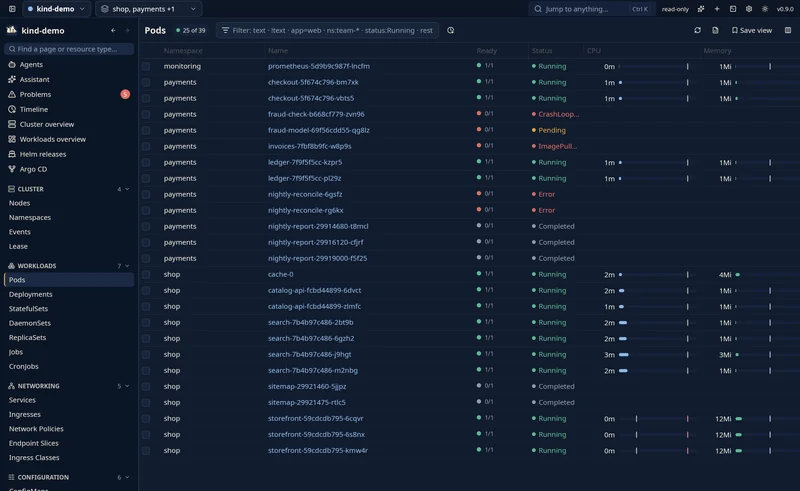 kind-demo
shop, payments +1
Jump to anything...
Ctrl K
read-only
v0.9.0
kind-demo
Find a page or resource type...
Agents
Assistant
Problems 5
Timeline
Cluster overview
Workloads overview
Helm releases
Argo CD
CLUSTER 4
Nodes
Namespaces
Events
Lease
WORKLOADS 7
Pods
Deployments
StatefulSets
DaemonSets
ReplicaSets
Jobs
CronJobs
NETWORKING 5
Services
Ingresses
Network Policies
Endpoint Slices
Ingress Classes
CONFIGURATION 6
Pods 25 of 39 Filter: text · !text · app=web · ns:team-* · status:Running · rest Save view
Namespace Name Ready Status CPU Memory
monitoring prometheus-5d9b9c987f-lncfm 1/1 Running 0m 1Mi
payments checkout-5f674c796-bm7xk 1/1 Running 1m 1Mi
payments checkout-5f674c796-vbts5 1/1 Running 1m 1Mi
payments fraud-check-b668cf779-zvn96 0/1 CrashLoop...
payments fraud-model-69f56cdd55-qg8lz 0/1 Pending
payments invoices-7fbf8b9fc-w8p9s 0/1 ImagePull...
payments ledger-7f9f5f5cc-kzpr5 1/1 Running 1m 1Mi
payments ledger-7f9f5f5cc-pl29z 1/1 Running 1m 1Mi
payments nightly-reconcile-6gsfz 0/1 Error
payments nightly-reconcile-rg6kx 0/1 Error
payments nightly-report-29914680-t8mcl 0/1 Completed
payments nightly-report-29916120-cfjrf 0/1 Completed
payments nightly-report-29919000-f5f25 0/1 Completed
shop cache-0 1/1 Running 2m 4Mi
shop catalog-api-fcbd44899-6dvct 1/1 Running 2m 1Mi
shop catalog-api-fcbd44899-zlmfc 1/1 Running 1m 1Mi
shop search-7b4b97c486-2bt9b 1/1 Running 2m 1Mi
shop search-7b4b97c486-6gzh2 1/1 Running 2m 1Mi
shop search-7b4b97c486-j9hgt 1/1 Running 3m 3Mi
shop search-7b4b97c486-m2nbg 1/1 Running 2m 1Mi
shop sitemap-29921460-5jjpz 0/1 Completed
shop sitemap-29921475-rtlc5 0/1 Completed
shop storefront-59cdcdb795-6cqvr 1/1 Running 0m 12Mi
shop storefront-59cdcdb795-6s8nx 1/1 Running 0m 12Mi
shop storefront-59cdcdb795-kmw4r 1/1 Running 0m 12Mi